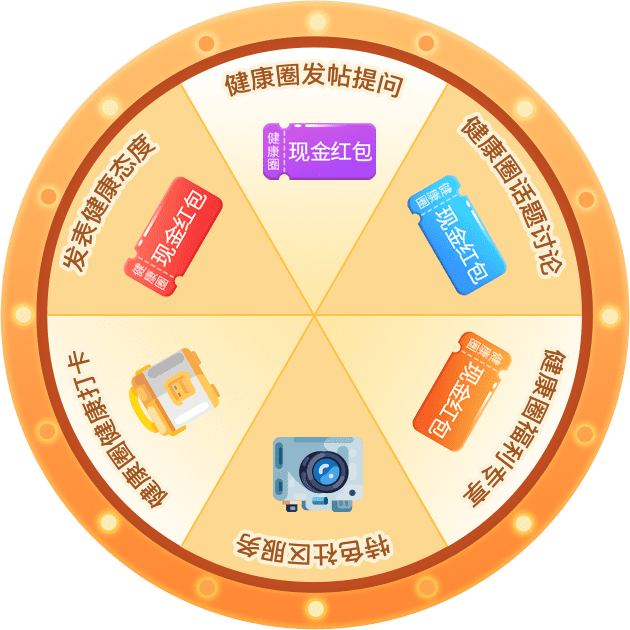 健康圈发帖提问
健康圈
现金红包
健康圈话题讨论
健康圈
现金红包
健康圈福利专享
健康圈
现金红包
特色社区服务
健康圈健康打卡
发表健康态度
健康圈
现金红包